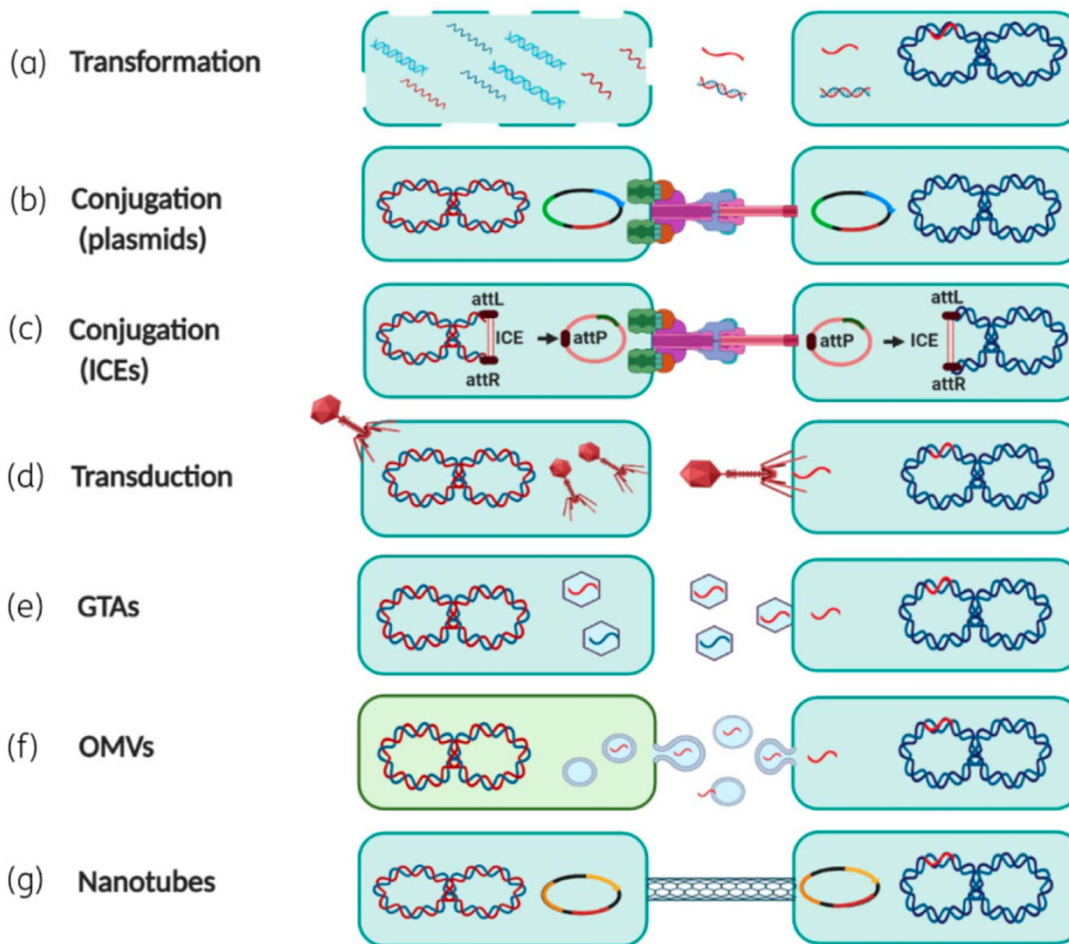 (a) Transformation
(b) Conjugation
(plasmids)
(c) Conjugation
(ICEs)
attL
ICE
attP
attR
attP
attL
ICE
attR
(d) Transduction
(e) GTAs
(f) OMVs
(g) Nanotubes